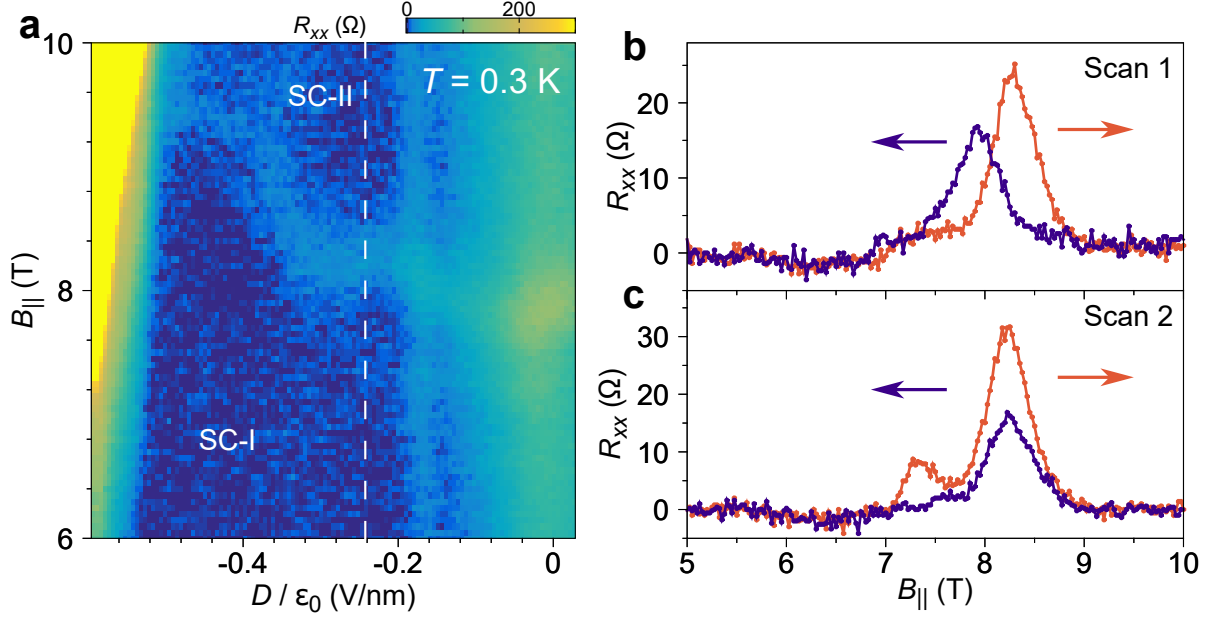 a
R_xx (Ω)
0 200
10
8
6
B_|| (T)
SC-II
T = 0.3 K
SC-I
-0.4 -0.2 0
D / ε_0 (V/nm)
b
Scan 1
20
10
0
R_xx (Ω)
c
Scan 2
30
20
10
0
R_xx (Ω)
5 6 7 8 9 10
B_|| (T)